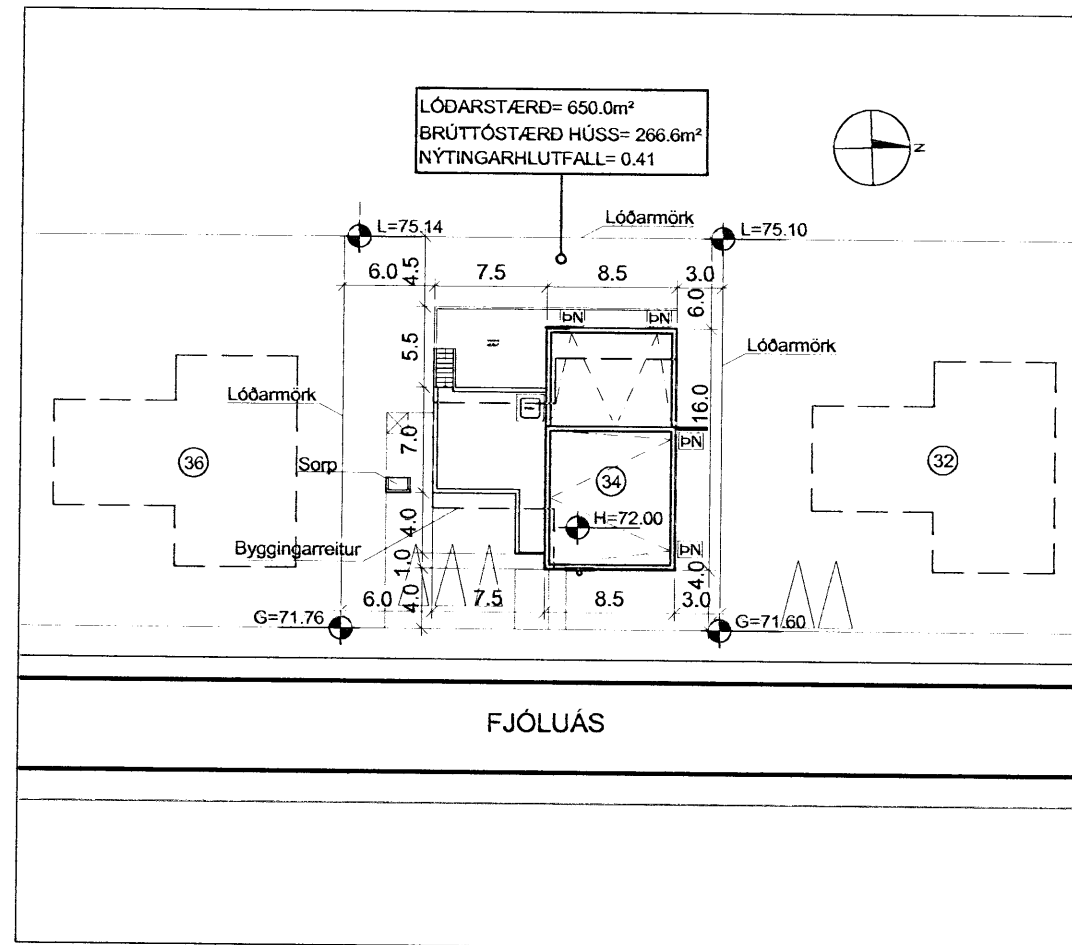 LÓÐARSTÆRÐ= 650.0m²
BRÚTTÓSTÆRÐ HÚSS= 266.6m²
NÝTINGARHLUTFALL= 0.41
N
Lóðarmörk
L=75.14
L=75.10
6.0
4.5
7.5
8.5
3.0
6.0
ÞN
ÞN
5.5
Lóðarmörk
Lóðarmörk
16.0
7.0
ÞN
36
Sorp
34
32
H=72.00
4.0
Byggingarreitur
ÞN
1.0
4.0
6.0
4.0
7.5
8.5
3.0
G=71.76
G=71.60
FJÓLUÁS